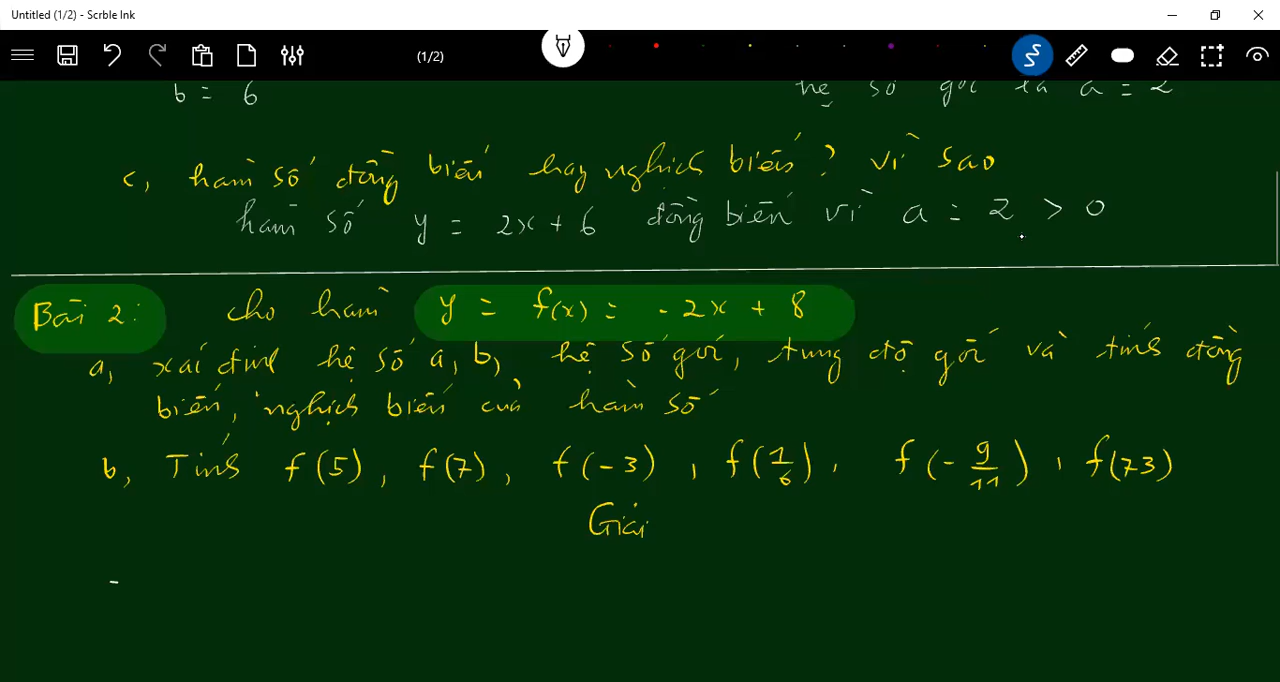 Untitled (1/2) - Scrble Ink
(1/2)
b = 6
hệ số góc là a = 2
c, hàm số đồng biến hay nghịch biến? vì sao
hàm số y = 2x + 6 đồng biến vì a = 2 > 0
Bài 2: Cho hàm y = f(x) = -2x + 8
a, xác định hệ số a, b, hệ số góc, tung độ gốc và tính đồng
biến, nghịch biến của hàm số
b, Tính f(5), f(7), f(-3), f(1/6), f(-9/11), f(73)
Giải